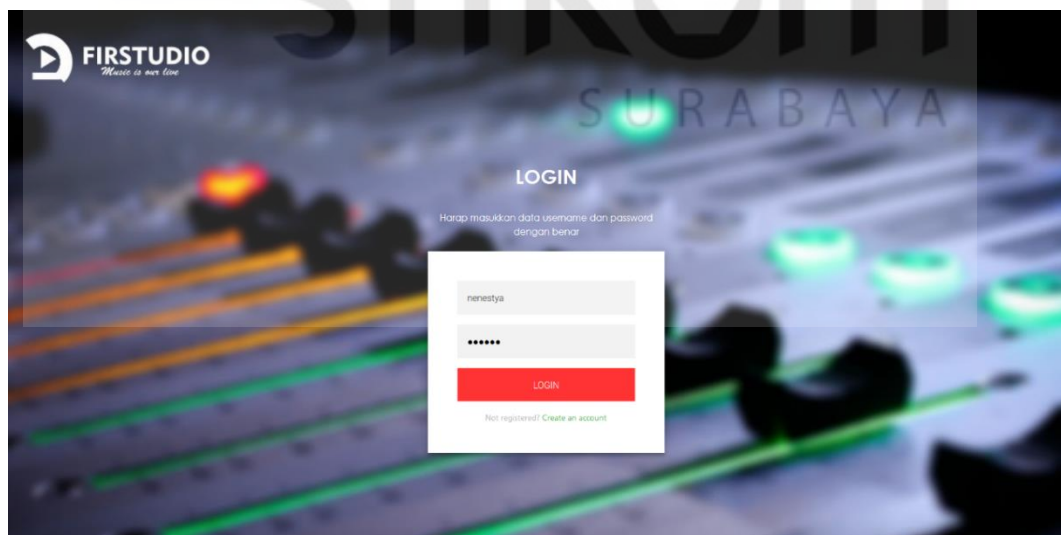 FIRSTUDIO
Music is our live
SURABAYA
LOGIN
Harap masukkan data username dan password
dengan benar
nenestya
••••••
LOGIN
Not registered? Create an account